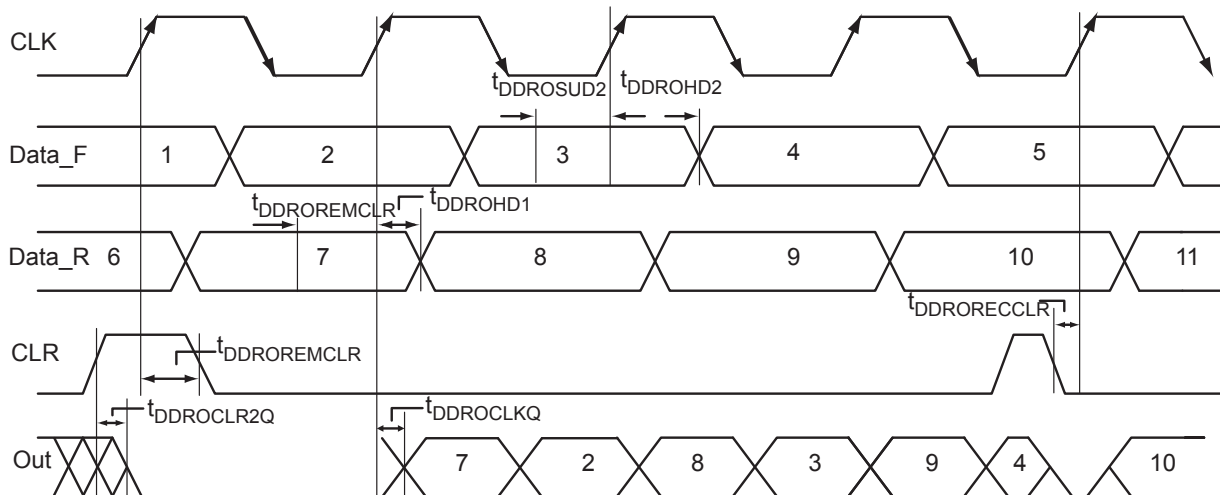 CLK
tDDROSUD2 tDDROHD2
Data_F 1 2 3 4 5
tDDROREMCLR tDDROHD1
Data_R 6 7 8 9 10 11
tDDRORECCLR
CLR tDDROREMCLR
tDDROCLR2Q tDDROCLKQ
Out 7 2 8 3 9 4 10